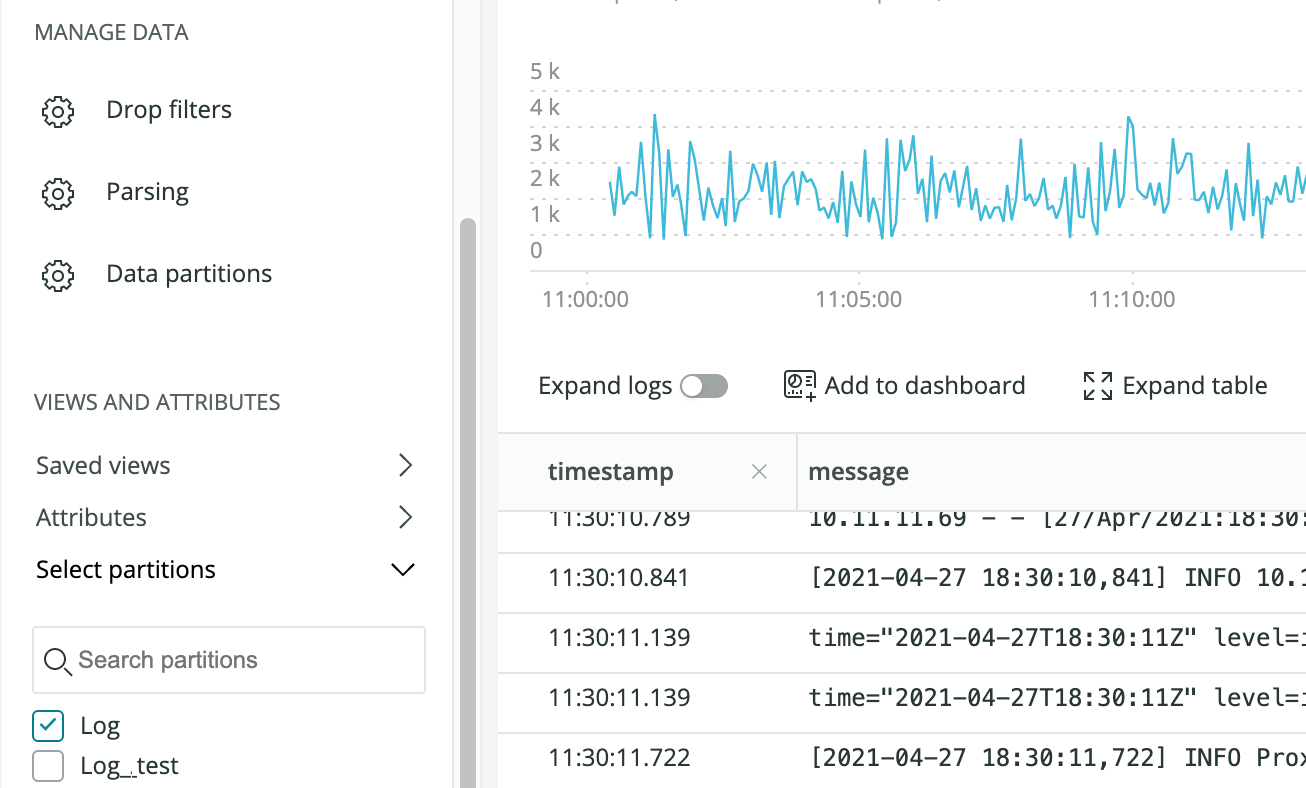 MANAGE DATA
Drop filters
Parsing
Data partitions
VIEWS AND ATTRIBUTES
Saved views
Attributes
Select partitions
Search partitions
Log
Log__test
5 k
4 k
3 k
2 k
1 k
0
11:00:00 11:05:00 11:10:00
Expand logs Add to dashboard Expand table
timestamp message
11:30:10.789 10.11.11.69 - - [27/Apr/2021:18:30:
11:30:10.841 [2021-04-27 18:30:10,841] INFO 10.1
11:30:11.139 time="2021-04-27T18:30:11Z" level=i
11:30:11.139 time="2021-04-27T18:30:11Z" level=i
11:30:11.722 [2021-04-27 18:30:11,722] INFO Prox